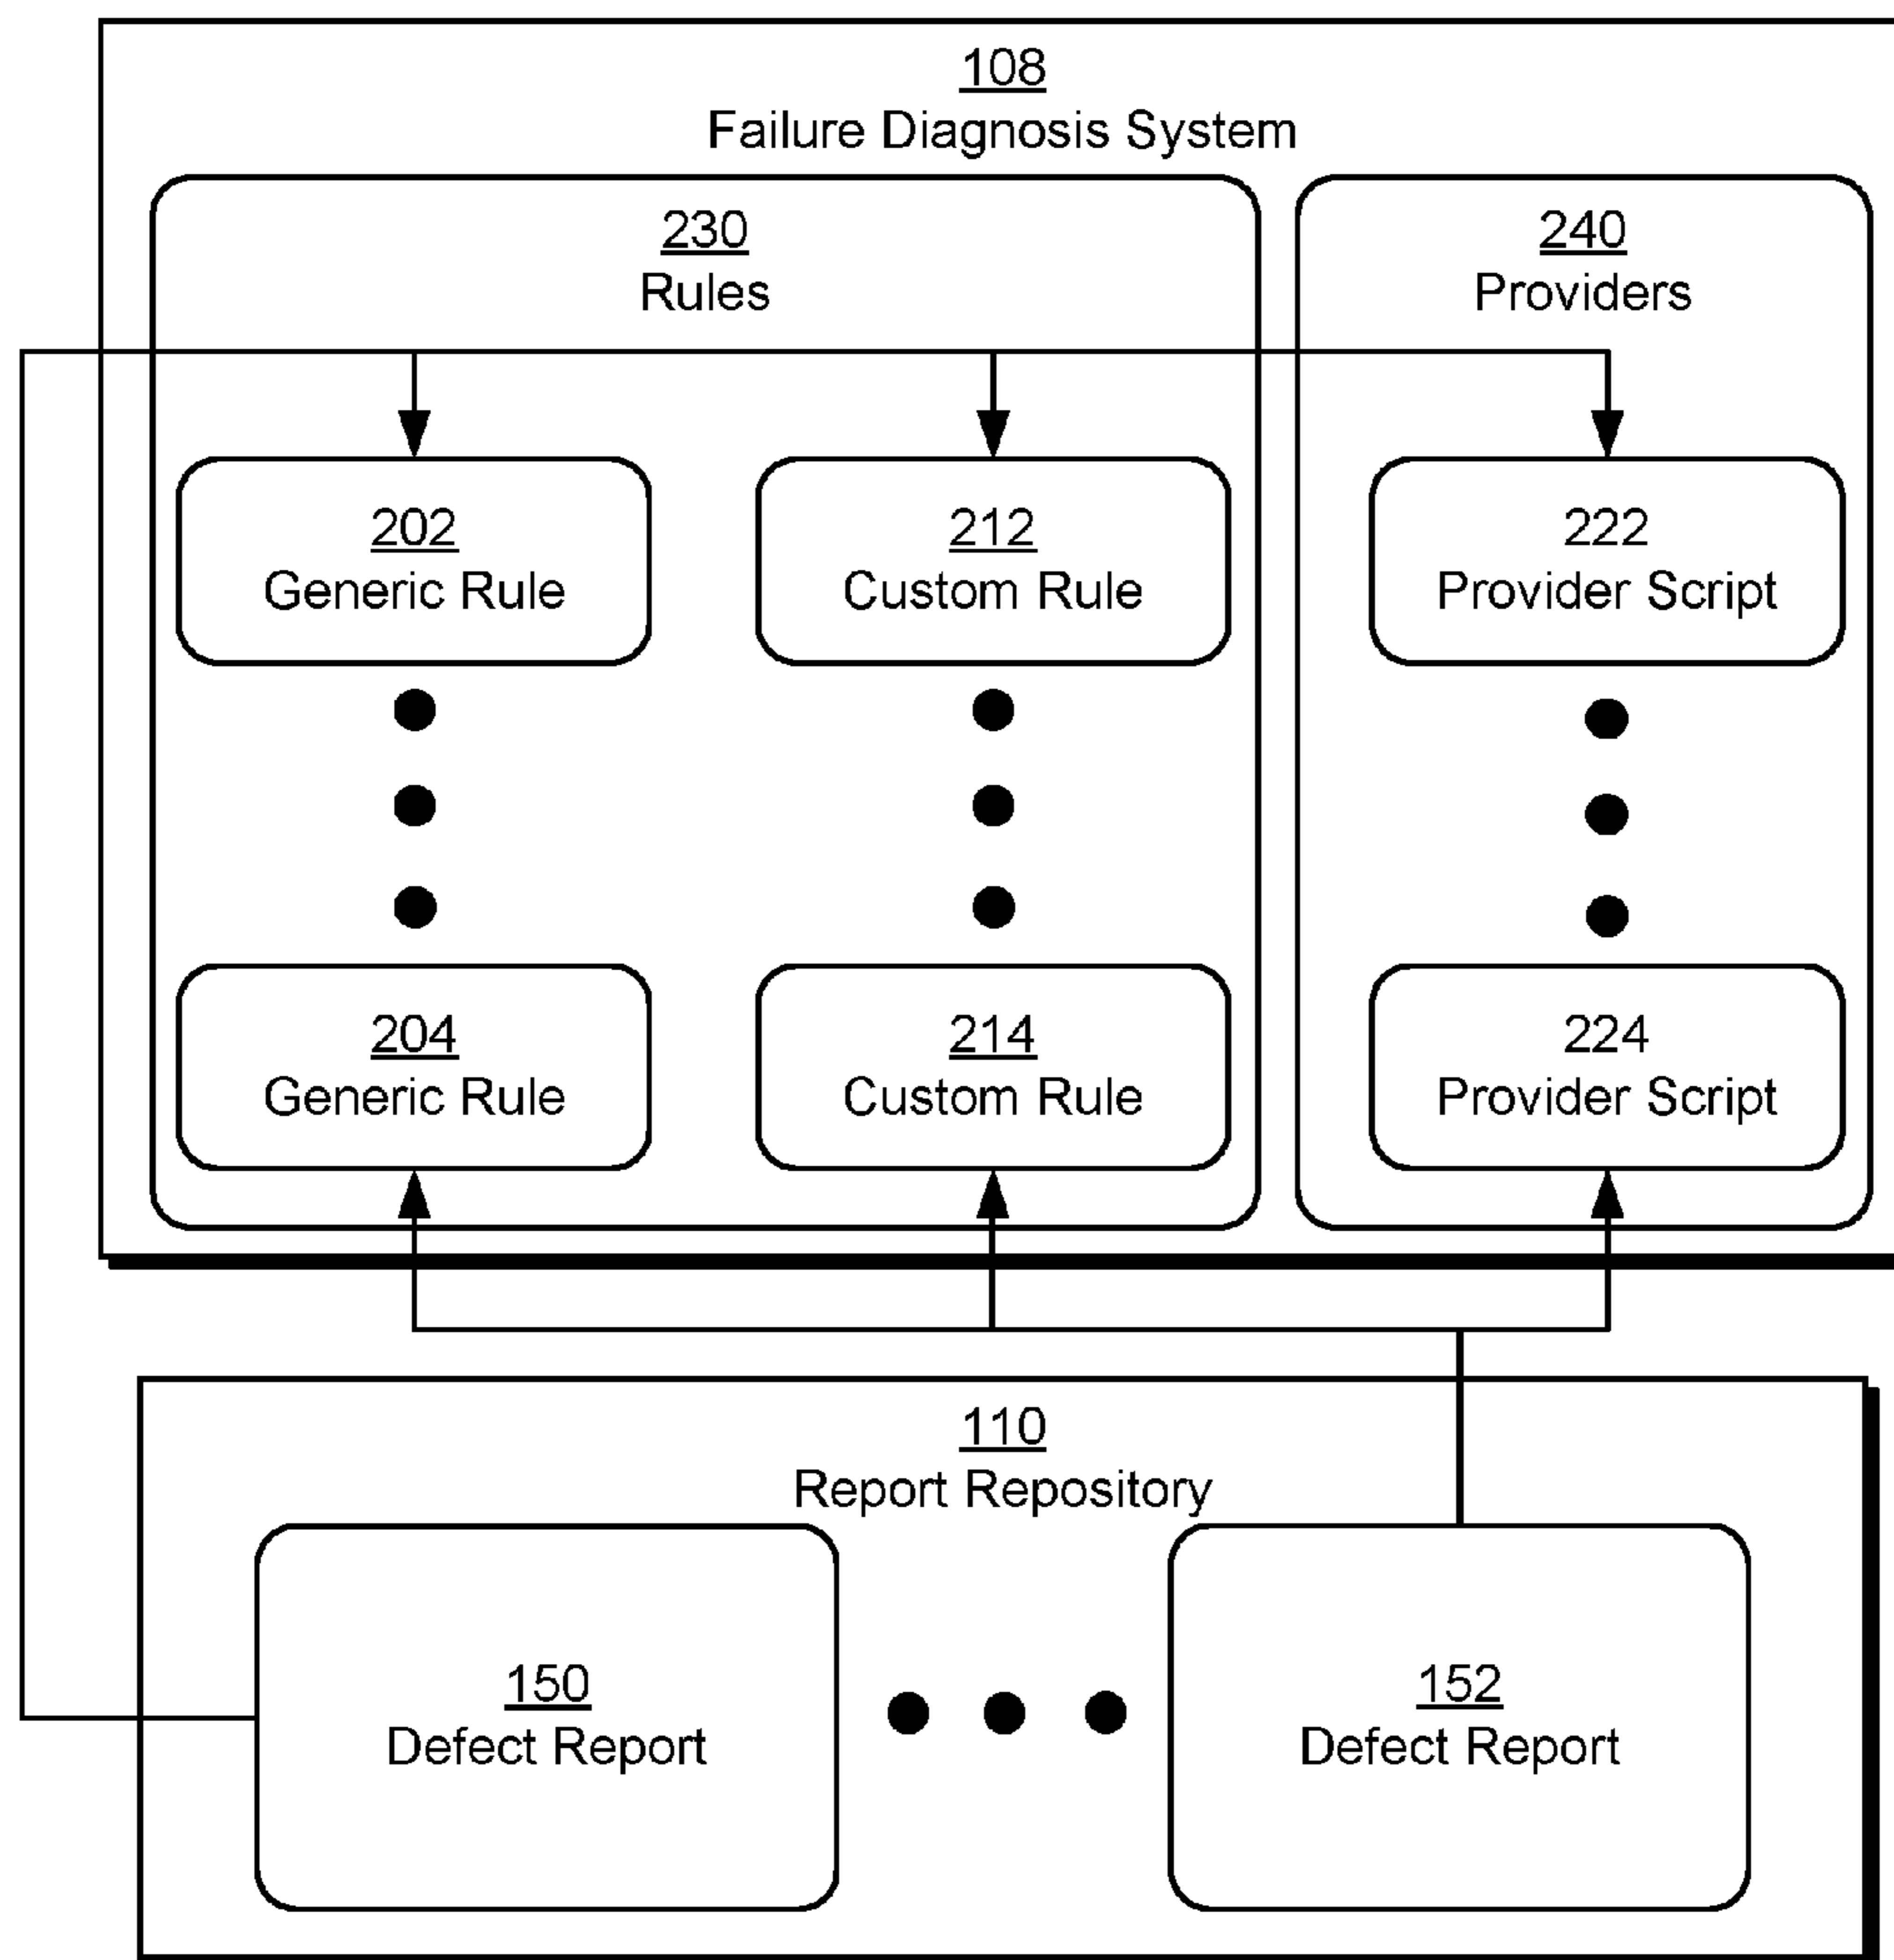 108
Failure Diagnosis System
230
Rules
240
Providers
202
Generic Rule
212
Custom Rule
222
Provider Script
204
Generic Rule
214
Custom Rule
224
Provider Script
110
Report Repository
150
Defect Report
152
Defect Report